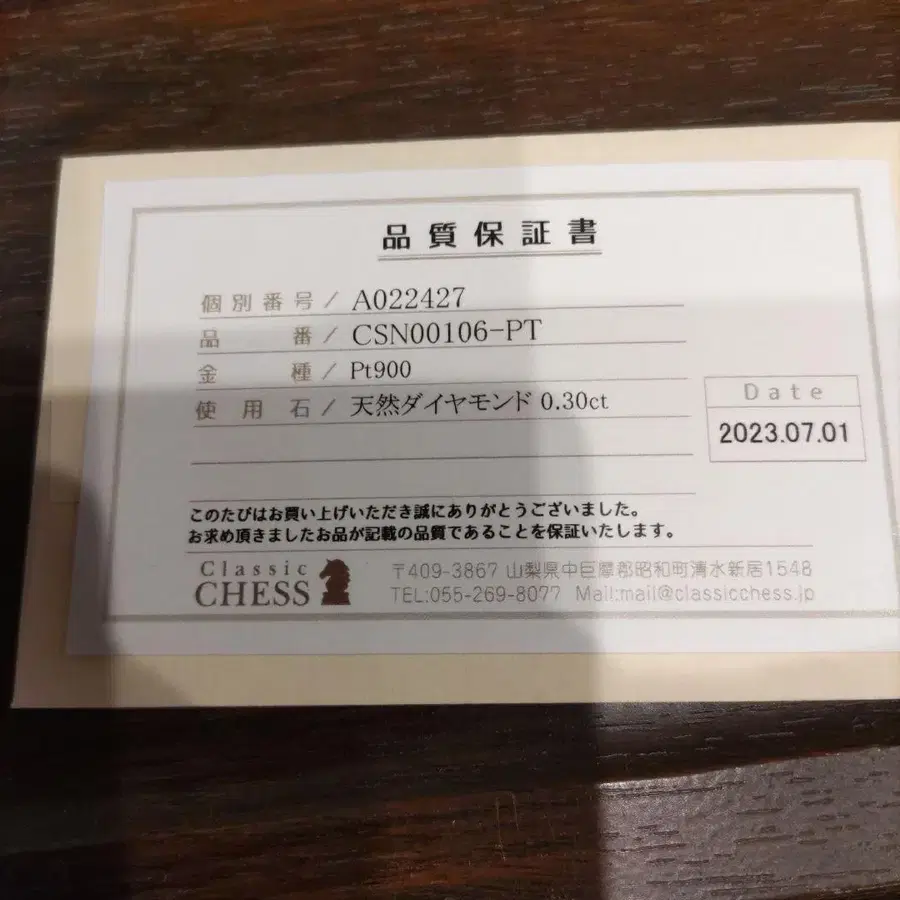 品質保証書
個別番号/ A022427
品番/ CSN00106-PT
金種/ Pt900
使用石/ 天然ダイヤモンド 0.30ct
Date
2023.07.01
このたびはお買い上げいただき誠にありがとうございました。
お求め頂きましたお品が記載の品質であることを保証いたします。
Classic
CHESS
〒409-3867 山梨県中巨摩郡昭和町清水新居1548
TEL:055-269-8077 Mail:mail@classicchess.jp